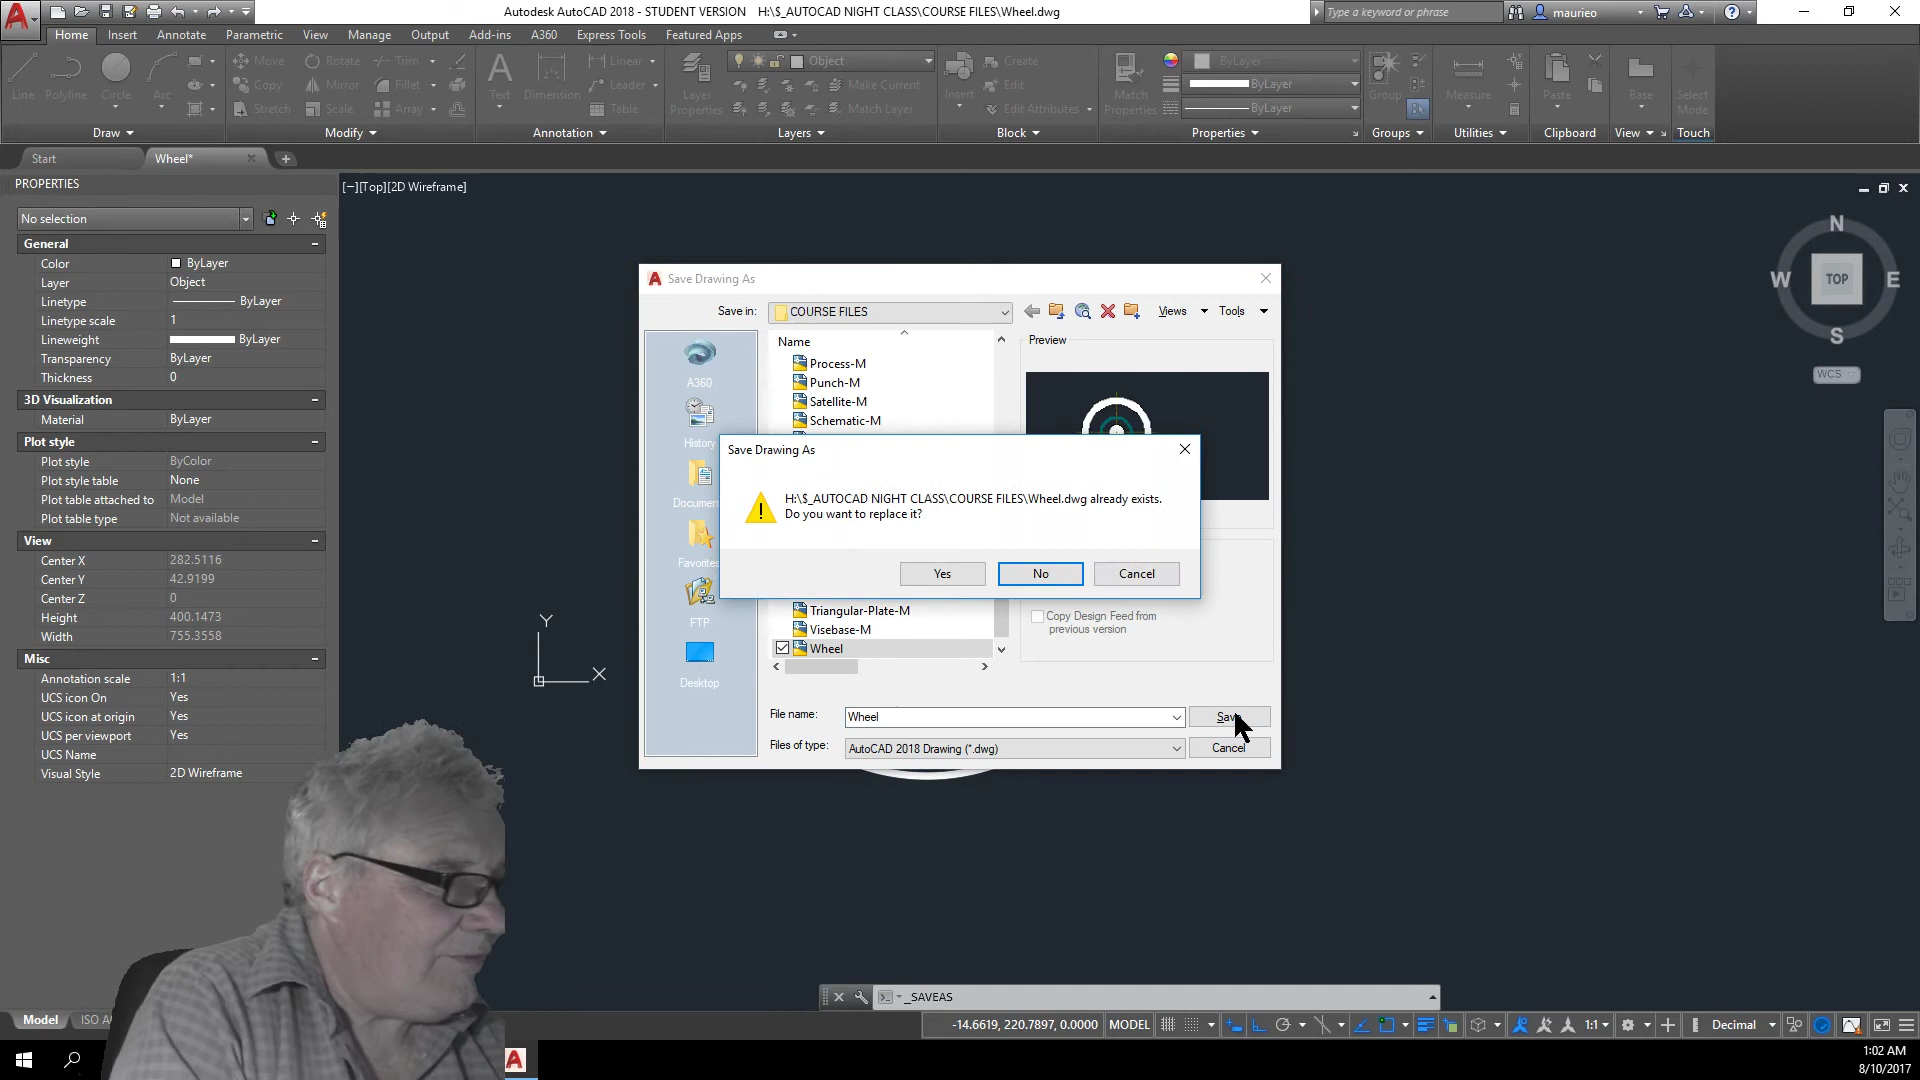 Autodesk AutoCAD 2018 - STUDENT VERSION H:\$_AUTOCAD NIGHT CLASS\COURSE FILES\Wheel.dwg
Type a keyword or phrase
maurieo
Home Insert Annotate Parametric View Manage Output Add-ins A360 Express Tools Featured Apps
Line Polyline Circle Arc
Move Rotate Trim
Copy Mirror Fillet
Stretch Scale Array
Text Dimension
Linear
Leader
Table
Layer Properties
Object
Make Current
Match Layer
Insert
Create
Edit
Edit Attributes
Match Properties
ByLayer
ByLayer
ByLayer
Group
Measure
Paste
Base
Select Mode
Draw Modify Annotation Layers Block Properties Groups Utilities Clipboard View Touch
Start Wheel*
PROPERTIES
[−][Top][2D Wireframe]
No selection
General
Color ByLayer
Layer Object
Linetype ByLayer
Linetype scale 1
Lineweight ByLayer
Transparency ByLayer
Thickness 0
3D Visualization
Material ByLayer
Plot style
Plot style ByColor
Plot style table None
Plot table attached to Model
Plot table type Not available
View
Center X 282.5116
Center Y 42.9199
Center Z 0
Height 400.1473
Width 755.3558
Misc
Annotation scale 1:1
UCS icon On Yes
UCS icon at origin Yes
UCS per viewport Yes
UCS Name
Visual Style 2D Wireframe
N
W TOP E
S
WCS
Y
X
Save Drawing As
Save in: COURSE FILES
Views Tools
Name
Preview
A360
History
Favorites
FTP
Desktop
Process-M
Punch-M
Satellite-M
Schematic-M
Save Drawing As
H:\$_AUTOCAD NIGHT CLASS\COURSE FILES\Wheel.dwg already exists.
Do you want to replace it?
Yes No Cancel
Triangular-Plate-M
Visebase-M
Wheel
Copy Design Feed from
previous version
File name: Wheel Save
Files of type: AutoCAD 2018 Drawing (*.dwg) Cancel
_SAVEAS
Model
-14.6619, 220.7897, 0.0000 MODEL 1:1 Decimal
1:02 AM
8/10/2017